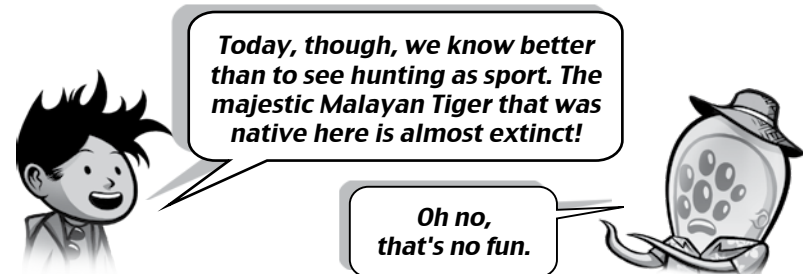 Today, though, we know better
than to see hunting as sport. The
majestic Malayan Tiger that was
native here is almost extinct!
Oh no,
that's no fun.